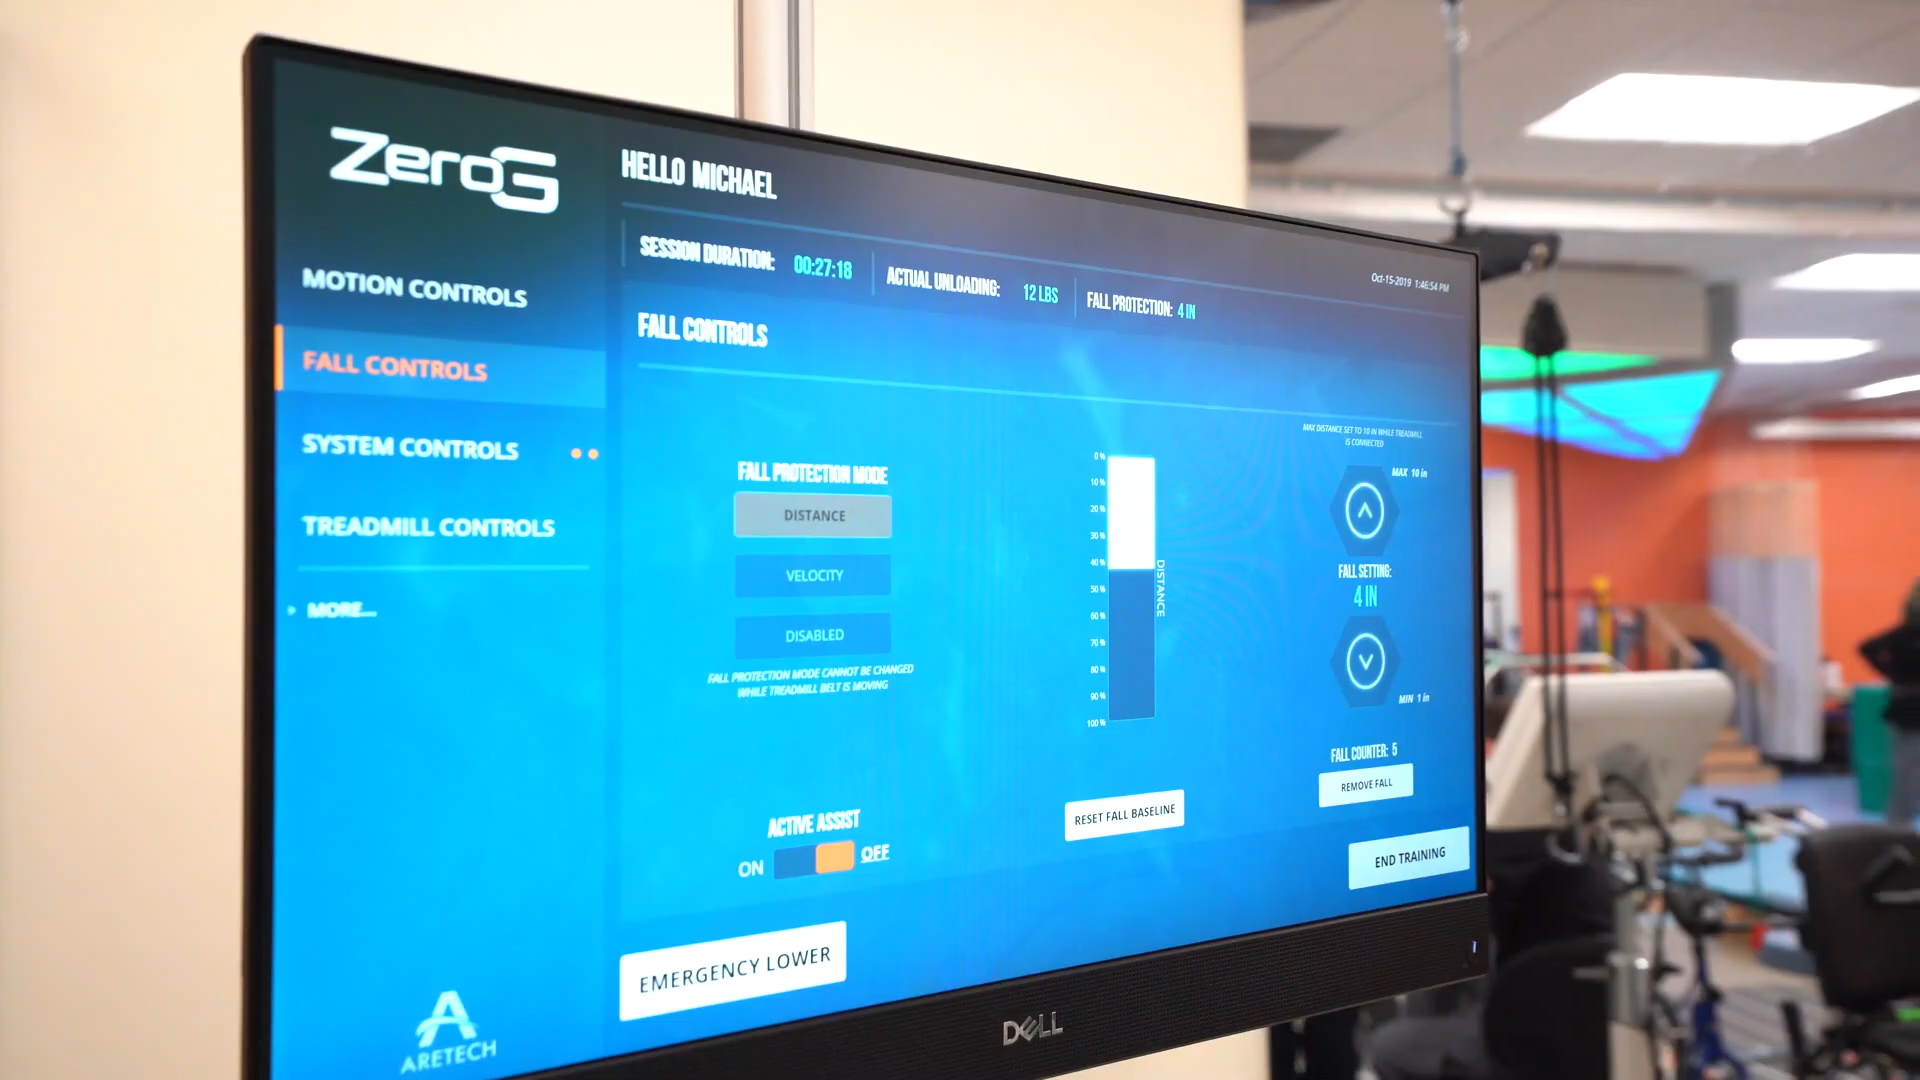 ZeroG
MOTION CONTROLS
FALL CONTROLS
SYSTEM CONTROLS
TREADMILL CONTROLS
MORE...
ARETECH
HELLO MICHAEL
SESSION DURATION: 00:27:18
ACTUAL UNLOADING: 12 LBS
FALL PROTECTION: 4 IN
Oct-15-2019 1:46:54 PM
FALL CONTROLS
FALL PROTECTION MODE
DISTANCE
VELOCITY
DISABLED
FALL PROTECTION MODE CANNOT BE CHANGED
WHILE TREADMILL BELT IS MOVING
ACTIVE ASSIST
ON OFF
EMERGENCY LOWER
0 %
10 %
20 %
30 %
40 %
50 %
60 %
70 %
80 %
90 %
100 %
DISTANCE
RESET FALL BASELINE
MAX DISTANCE SET TO 10 IN WHILE TREADMILL
IS CONNECTED
MAX 10 in
FALL SETTING:
4 IN
MIN 1 in
FALL COUNTER: 5
REMOVE FALL
END TRAINING
DELL